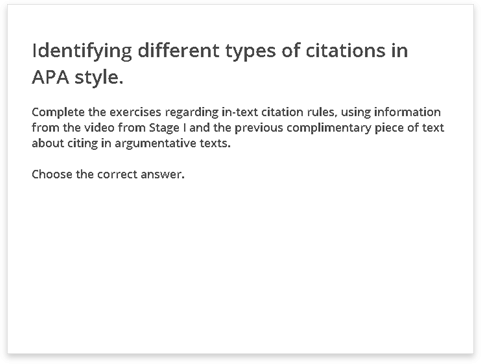 Identifying different types of citations in
APA style.
Complete the exercises regarding in-text citation rules, using information
from the video from Stage I and the previous complimentary piece of text
about citing in argumentative texts.
Choose the correct answer.